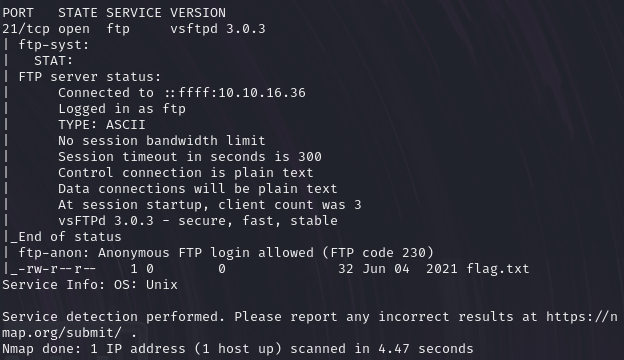 PORT   STATE SERVICE VERSION
21/tcp open  ftp     vsftpd 3.0.3
| ftp-syst:
|   STAT:
| FTP server status:
|      Connected to ::ffff:10.10.16.36
|      Logged in as ftp
|      TYPE: ASCII
|      No session bandwidth limit
|      Session timeout in seconds is 300
|      Control connection is plain text
|      Data connections will be plain text
|      At session startup, client count was 3
|      vsFTPd 3.0.3 - secure, fast, stable
|_End of status
| ftp-anon: Anonymous FTP login allowed (FTP code 230)
|_-rw-r--r--    1 0        0              32 Jun 04  2021 flag.txt
Service Info: OS: Unix

Service detection performed. Please report any incorrect results at https://n
map.org/submit/ .
Nmap done: 1 IP address (1 host up) scanned in 4.47 seconds